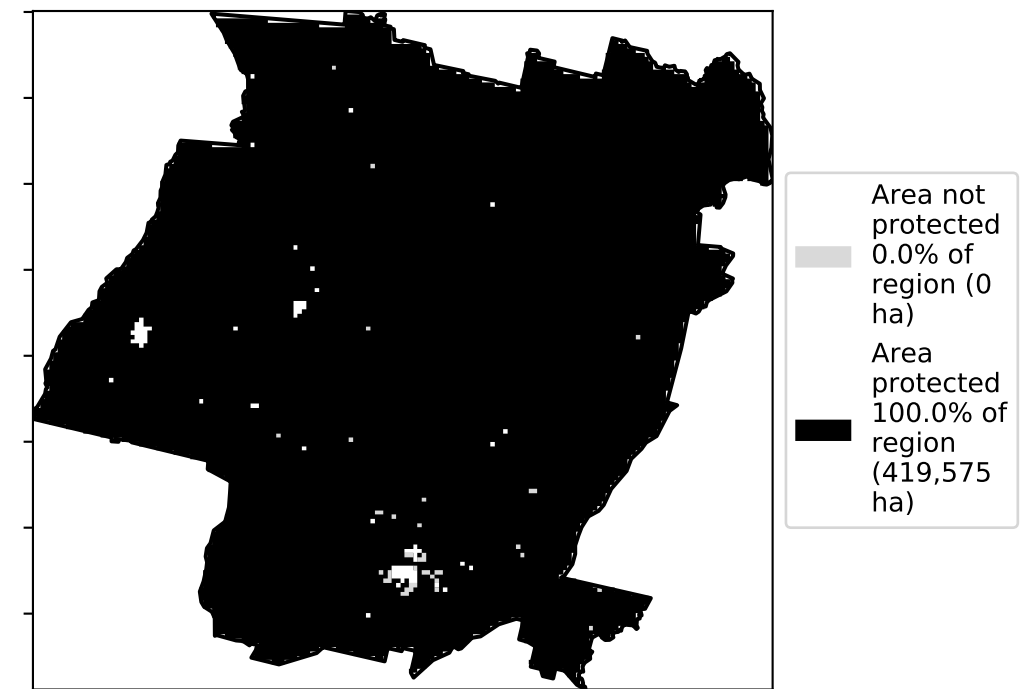 Area not
protected
0.0% of
region (0
ha)
Area
protected
100.0% of
region
(419,575
ha)